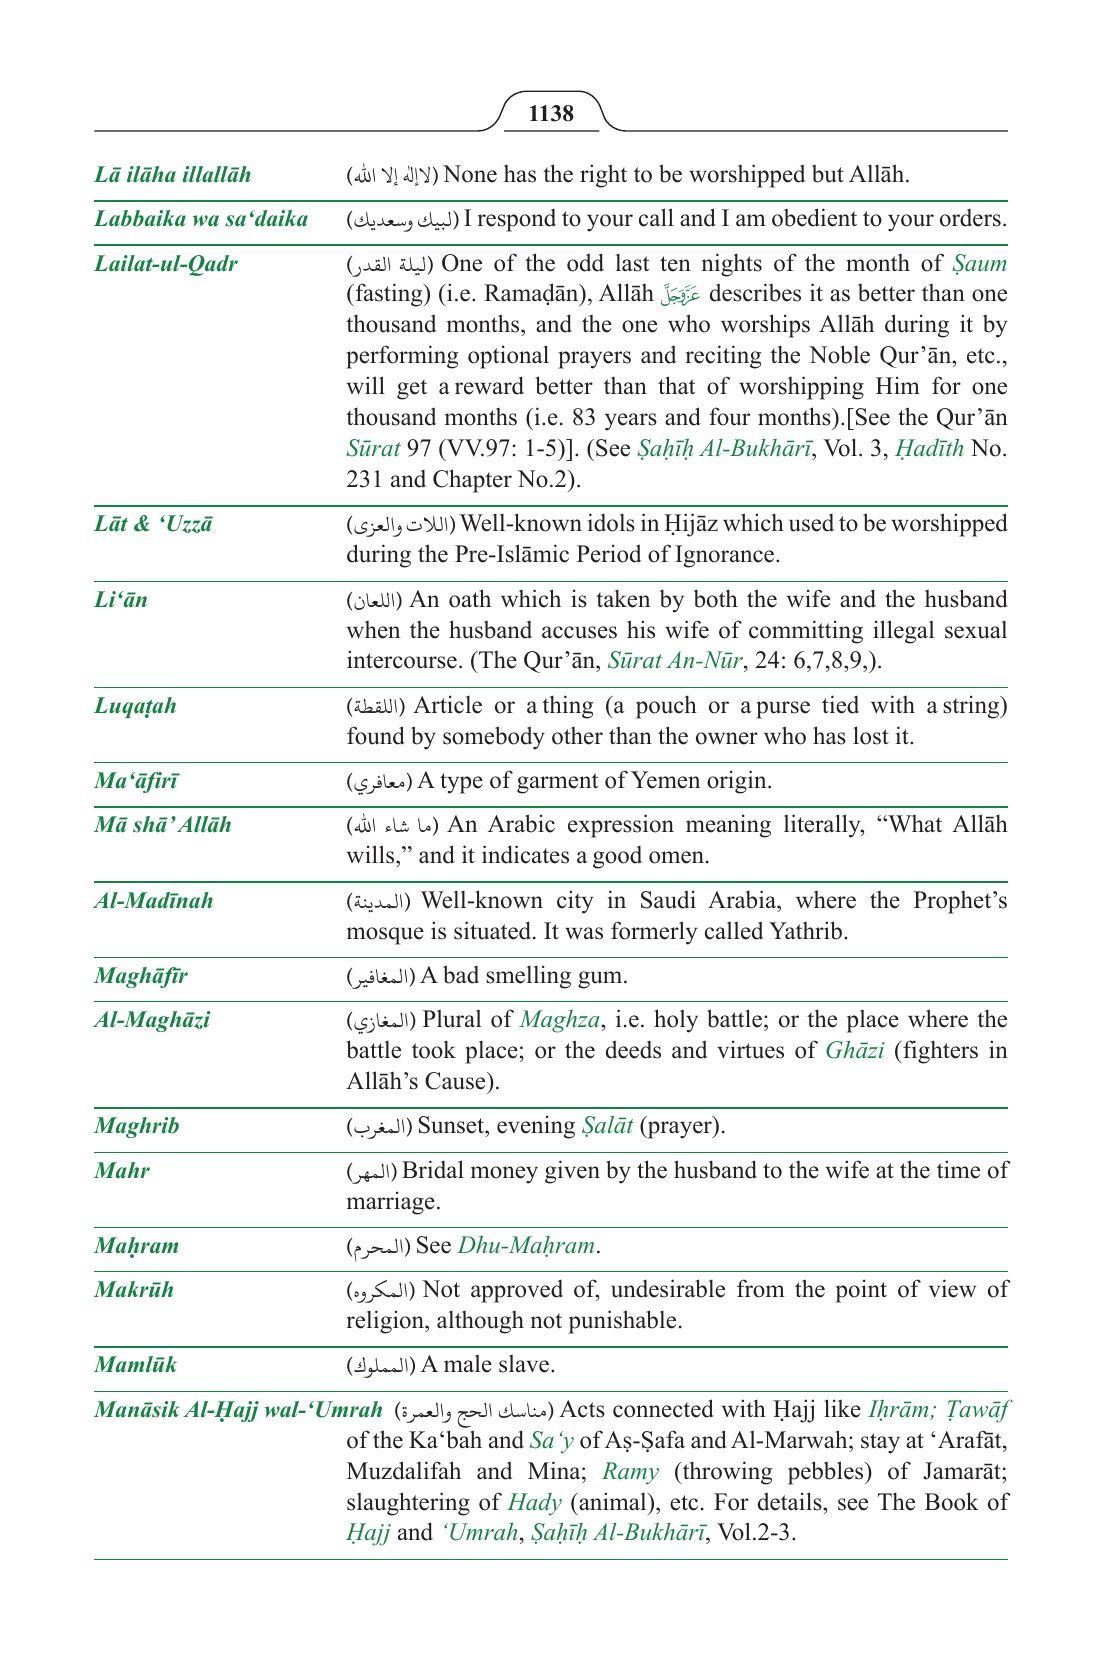 1138
Lā ilāha illallāh (لاإله إلا الله) None has the right to be worshipped but Allāh.
Labbaika wa sa‘daika (لبيك وسعديك) I respond to your call and I am obedient to your orders.
Lailat-ul-Qadr (ليلة القدر) One of the odd last ten nights of the month of Ṣaum
(fasting) (i.e. Ramaḍān), Allāh عَزَّوَجَلَّ describes it as better than one
thousand months, and the one who worships Allāh during it by
performing optional prayers and reciting the Noble Qur’ān, etc.,
will get a reward better than that of worshipping Him for one
thousand months (i.e. 83 years and four months).[See the Qur’ān
Sūrat 97 (VV.97: 1-5)]. (See Ṣaḥīḥ Al-Bukhārī, Vol. 3, Ḥadīth No.
231 and Chapter No.2).
Lāt & ‘Uzzā (اللات والعزى) Well-known idols in Ḥijāz which used to be worshipped
during the Pre-Islāmic Period of Ignorance.
Li‘ān (اللعان) An oath which is taken by both the wife and the husband
when the husband accuses his wife of committing illegal sexual
intercourse. (The Qur’ān, Sūrat An-Nūr, 24: 6,7,8,9,).
Luqaṭah (اللقطة) Article or a thing (a pouch or a purse tied with a string)
found by somebody other than the owner who has lost it.
Ma‘āfirī (معافري) A type of garment of Yemen origin.
Mā shā’ Allāh (ما شاء الله) An Arabic expression meaning literally, “What Allāh
wills,” and it indicates a good omen.
Al-Madīnah (المدينة) Well-known city in Saudi Arabia, where the Prophet’s
mosque is situated. It was formerly called Yathrib.
Maghāfīr (المغافير) A bad smelling gum.
Al-Maghāzi (المغازي) Plural of Maghza, i.e. holy battle; or the place where the
battle took place; or the deeds and virtues of Ghāzi (fighters in
Allāh’s Cause).
Maghrib (المغرب) Sunset, evening Ṣalāt (prayer).
Mahr (المهر) Bridal money given by the husband to the wife at the time of
marriage.
Maḥram (المحرم) See Dhu-Maḥram.
Makrūh (المكروه) Not approved of, undesirable from the point of view of
religion, although not punishable.
Mamlūk (المملوك) A male slave.
Manāsik Al-Ḥajj wal-‘Umrah (مناسك الحج والعمرة) Acts connected with Ḥajj like Iḥrām; Ṭawāf
of the Ka‘bah and Sa‘y of Aṣ-Ṣafa and Al-Marwah; stay at ‘Arafāt,
Muzdalifah and Mina; Ramy (throwing pebbles) of Jamarāt;
slaughtering of Hady (animal), etc. For details, see The Book of
Ḥajj and ‘Umrah, Ṣaḥīḥ Al-Bukhārī, Vol.2-3.